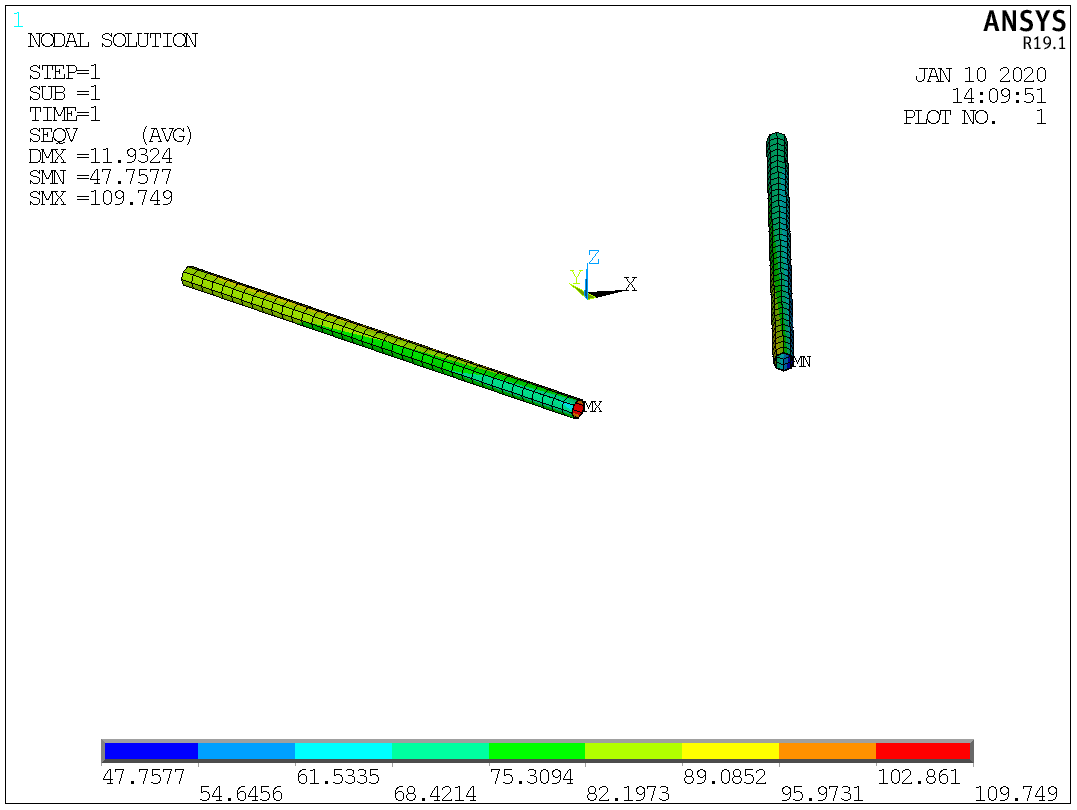 1
ANSYS
R19.1
NODAL SOLUTION
STEP=1
SUB =1
TIME=1
SEQV (AVG)
DMX =11.9324
SMN =47.7577
SMX =109.749
JAN 10 2020
14:09:51
PLOT NO. 1
Z
Y
X
MN
MX
47.7577 61.5335 75.3094 89.0852 102.861
54.6456 68.4214 82.1973 95.9731 109.749